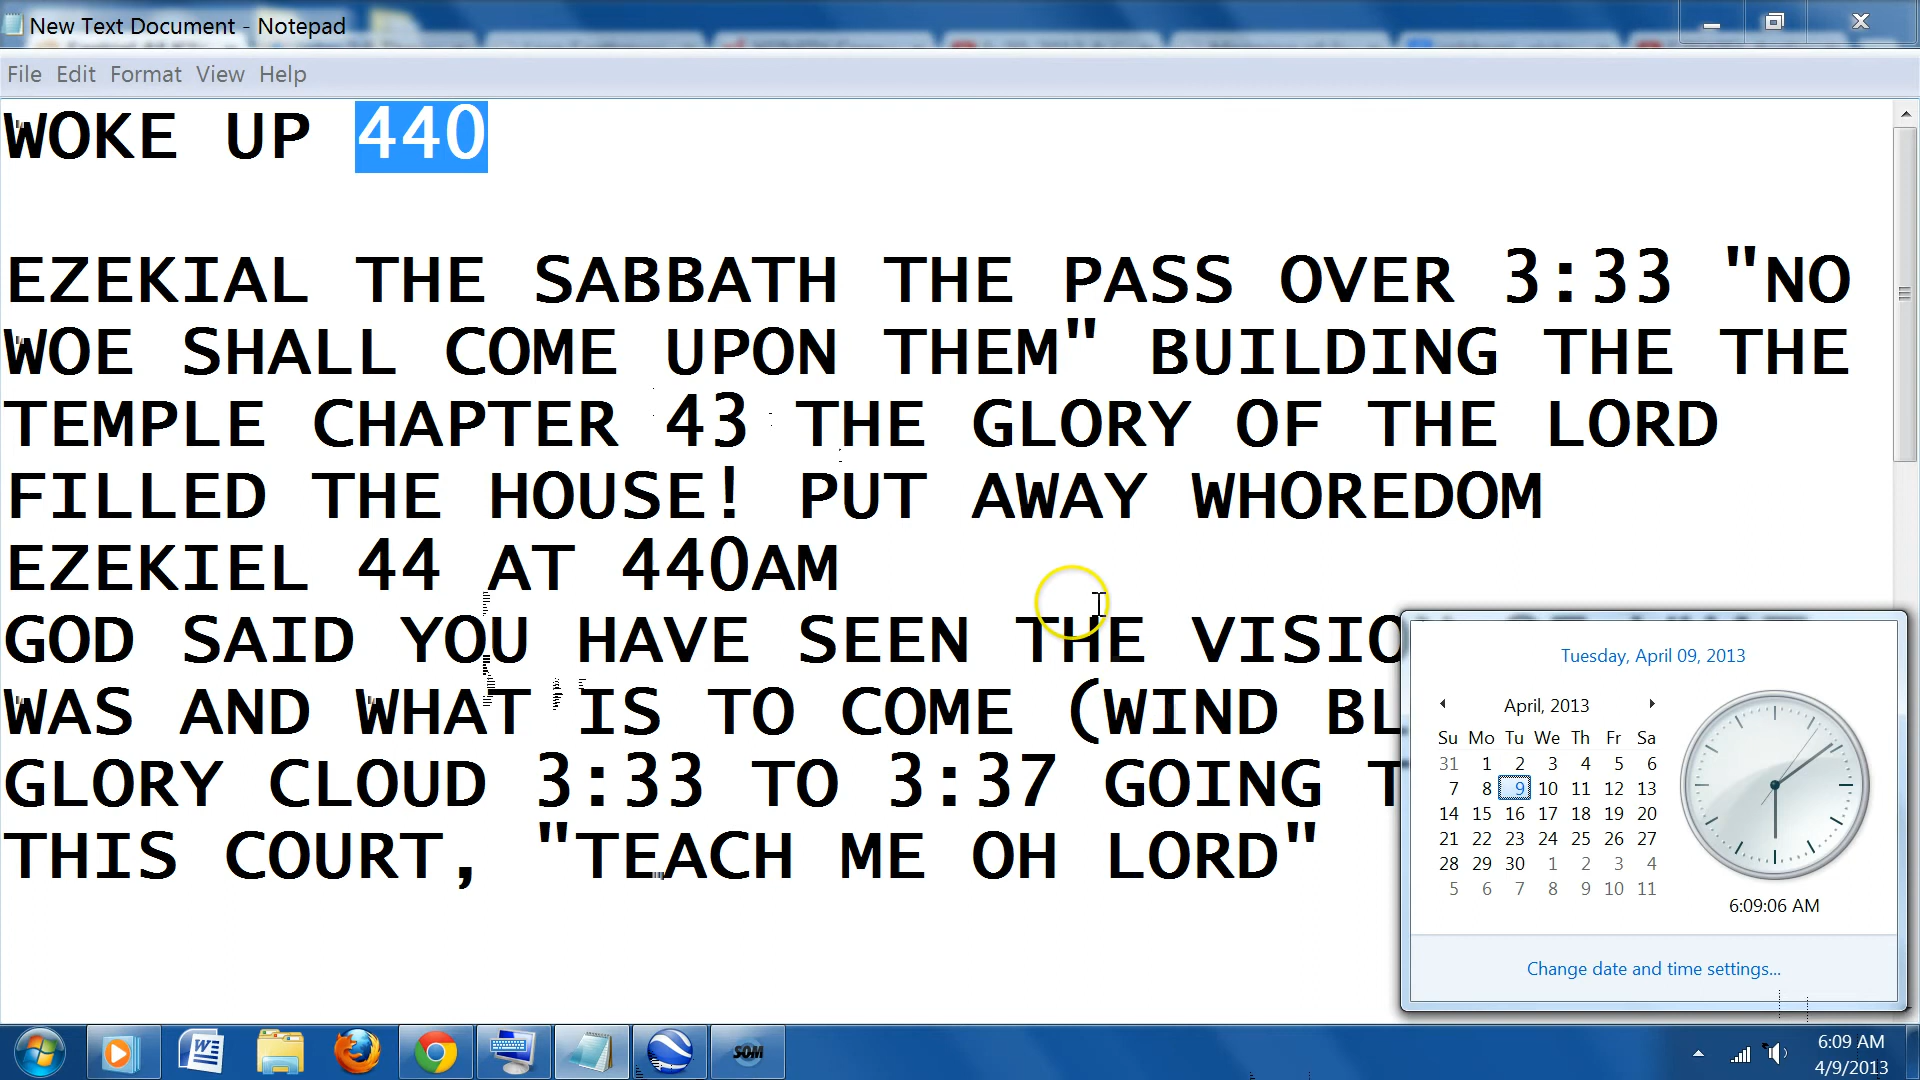 New Text Document - Notepad
File Edit Format View Help
WOKE UP 440
EZEKIAL THE SABBATH THE PASS OVER 3:33 "NO
WOE SHALL COME UPON THEM" BUILDING THE THE
TEMPLE CHAPTER 43 THE GLORY OF THE LORD
FILLED THE HOUSE! PUT AWAY WHOREDOM
EZEKIEL 44 AT 440AM
GOD SAID YOU HAVE SEEN THE
WAS AND WHAT IS TO COME (WIND
GLORY CLOUD 3:33 TO 3:37 GOING
THIS COURT, "TEACH ME OH LORD"
Tuesday, April 09, 2013
April, 2013
Su Mo Tu We Th Fr Sa
31 1 2 3 4 5 6
7 8 9 10 11 12 13
14 15 16 17 18 19 20
21 22 23 24 25 26 27
28 29 30 1 2 3 4
5 6 7 8 9 10 11
6:09:06 AM
Change date and time settings...
SOM
6:09 AM
4/9/2013